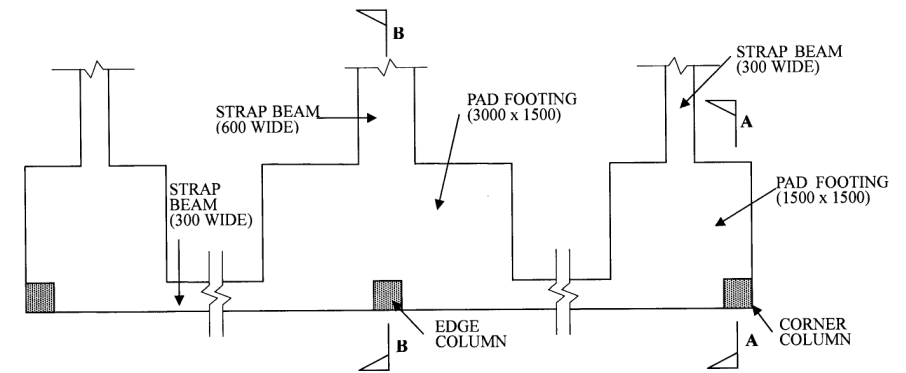 B
STRAP BEAM
(300 WIDE)
STRAP BEAM
(600 WIDE)
PAD FOOTING
(3000 x 1500)
A
STRAP
BEAM
(300 WIDE)
PAD FOOTING
(1500 x 1500)
B
EDGE
COLUMN
A
CORNER
COLUMN